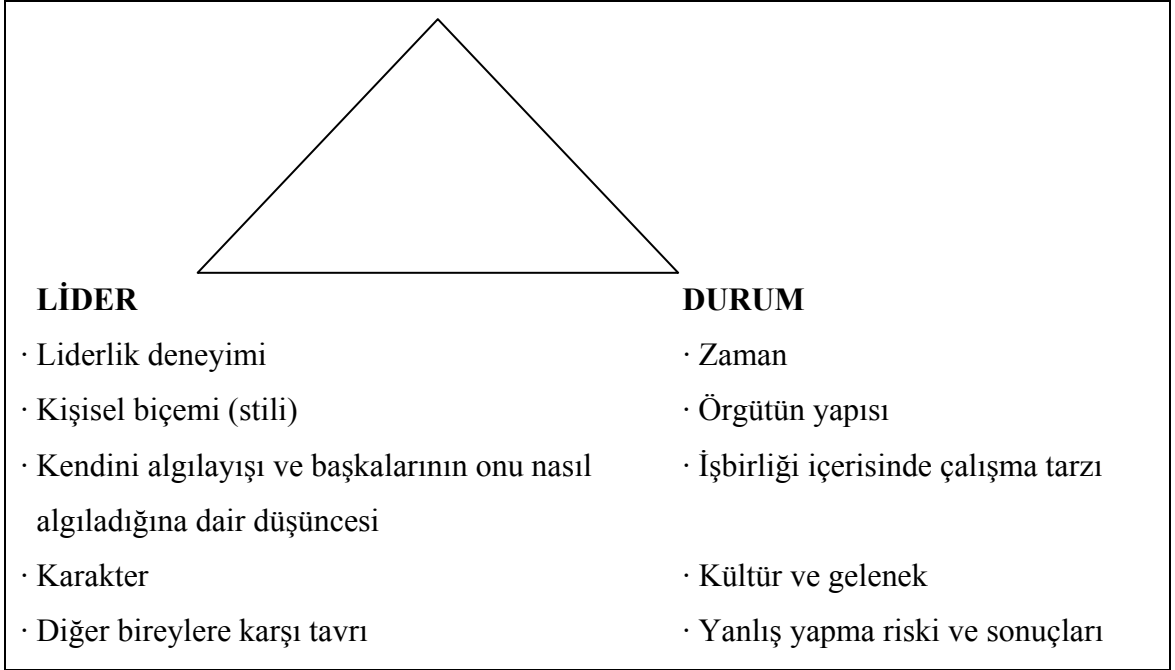 LİDER
· Liderlik deneyimi
· Kişisel biçemi (stili)
· Kendini algılayışı ve başkalarının onu nasıl
algıladığına dair düşüncesi
· Karakter
· Diğer bireylere karşı tavrı
DURUM
· Zaman
· Örgütün yapısı
· İşbirliği içerisinde çalışma tarzı
· Kültür ve gelenek
· Yanlış yapma riski ve sonuçları